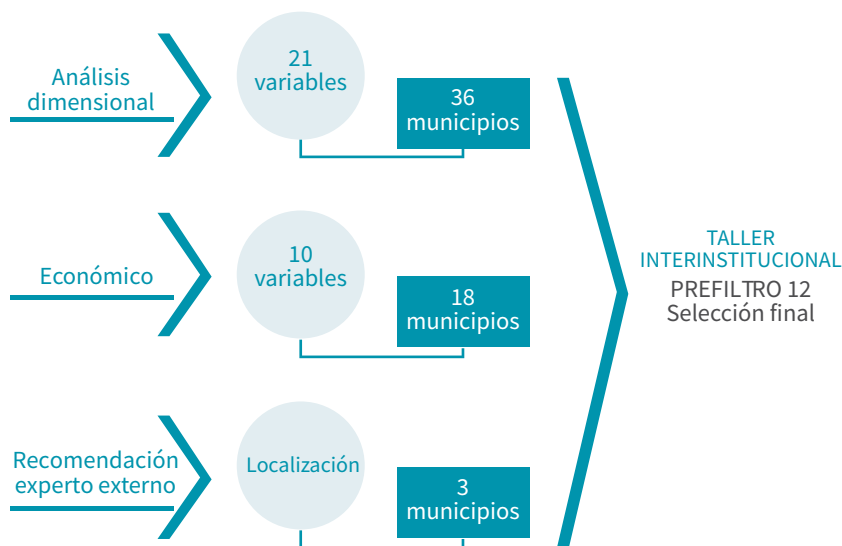 Análisis
dimensional
21
variables
36
municipios
Económico
10
variables
18
municipios
Recomendación
experto externo
Localización
3
municipios
TALLER
INTERINSTITUCIONAL
PREFILTRO 12
Selección final